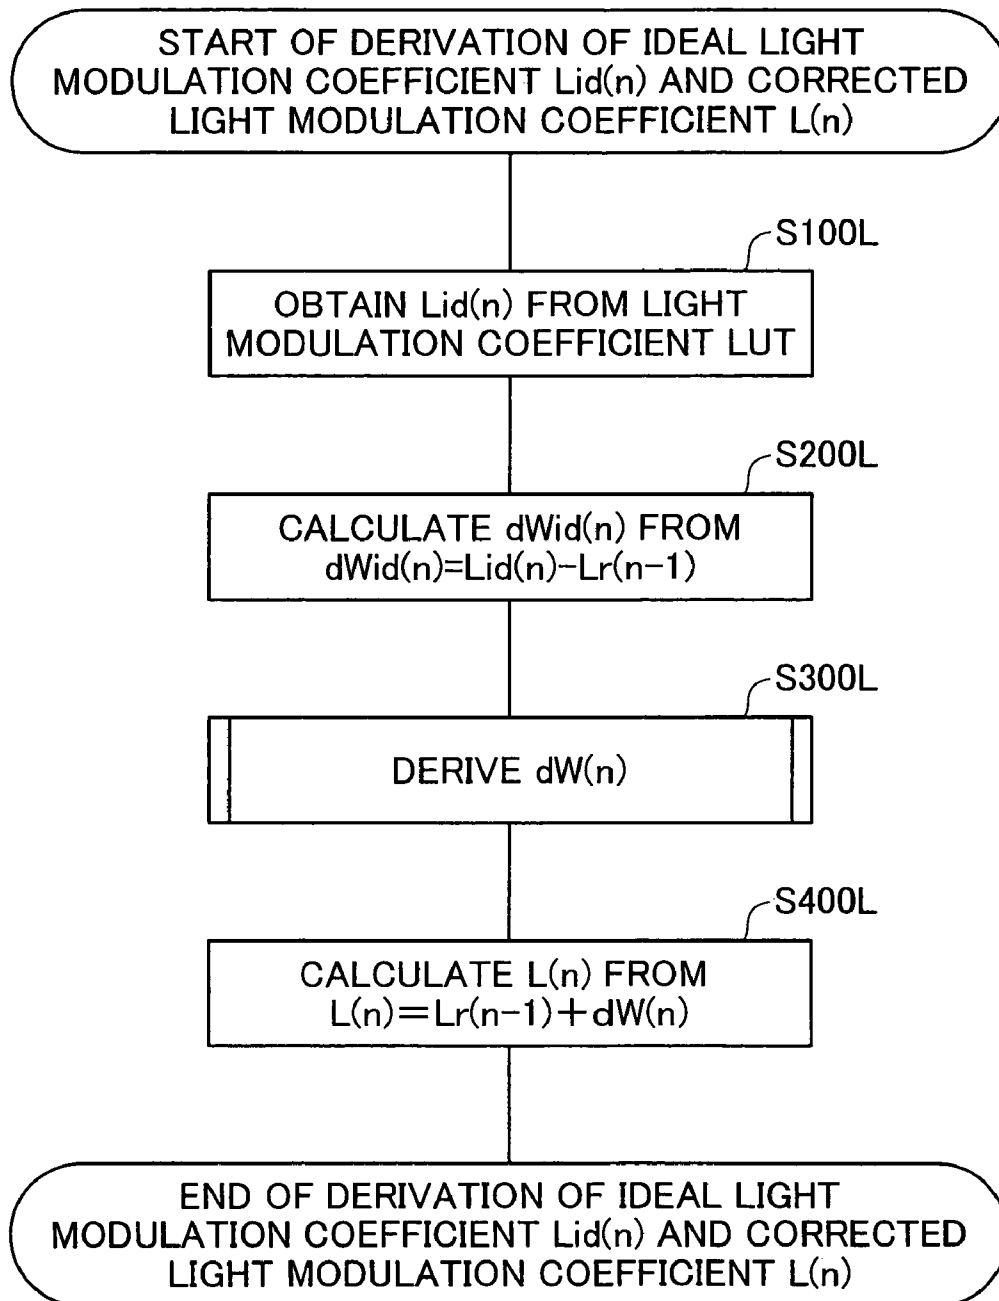 START OF DERIVATION OF IDEAL LIGHT
MODULATION COEFFICIENT Lid(n) AND CORRECTED
LIGHT MODULATION COEFFICIENT L(n)
S100L
OBTAIN Lid(n) FROM LIGHT
MODULATION COEFFICIENT LUT
S200L
CALCULATE dWid(n) FROM
dWid(n)=Lid(n)-Lr(n-1)
S300L
DERIVE dW(n)
S400L
CALCULATE L(n) FROM
L(n)=Lr(n-1)+dW(n)
END OF DERIVATION OF IDEAL LIGHT
MODULATION COEFFICIENT Lid(n) AND CORRECTED
LIGHT MODULATION COEFFICIENT L(n)